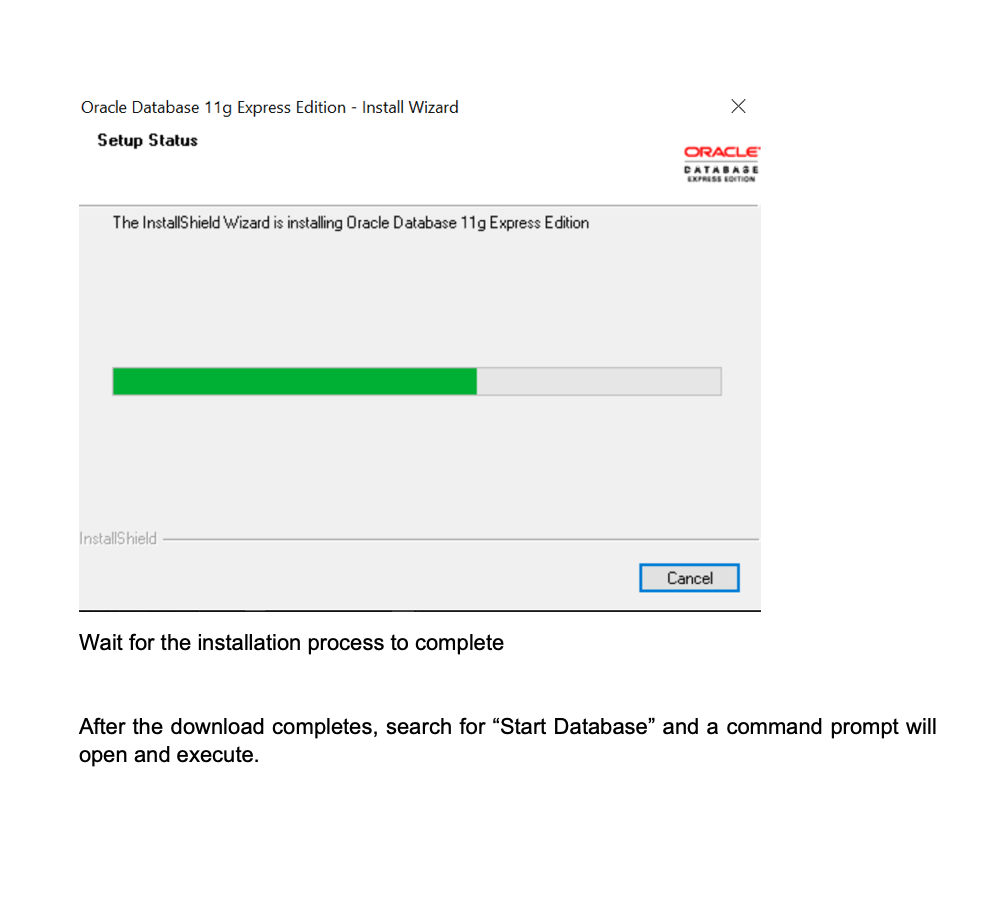 Oracle Database 11g Express Edition - Install Wizard
Setup Status
ORACLE
DATABASE
EXPRESS EDITION
The InstallShield Wizard is installing Oracle Database 11g Express Edition
InstallShield
Cancel
Wait for the installation process to complete
After the download completes, search for “Start Database” and a command prompt will
open and execute.